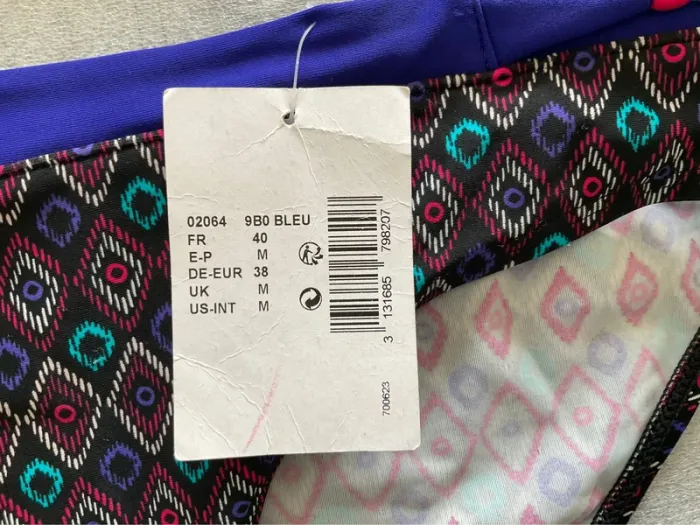 02064 9B0 BLEU
FR 40
E-P M
DE-EUR 38
UK M
US-INT M
3 131685 798207
700623